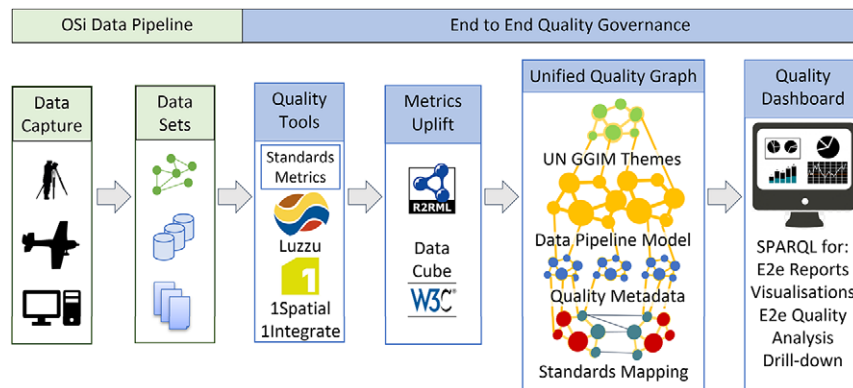 OSi Data Pipeline
End to End Quality Governance
Data
Capture
Data
Sets
Quality
Tools
Standards
Metrics
Luzzu
1
1Spatial
1Integrate
Metrics
Uplift
R2RML
Data
Cube
W3C®
Unified Quality Graph
UN GGIM Themes
Data Pipeline Model
Quality Metadata
Standards Mapping
Quality
Dashboard
SPARQL for:
E2e Reports
Visualisations
E2e Quality
Analysis
Drill-down